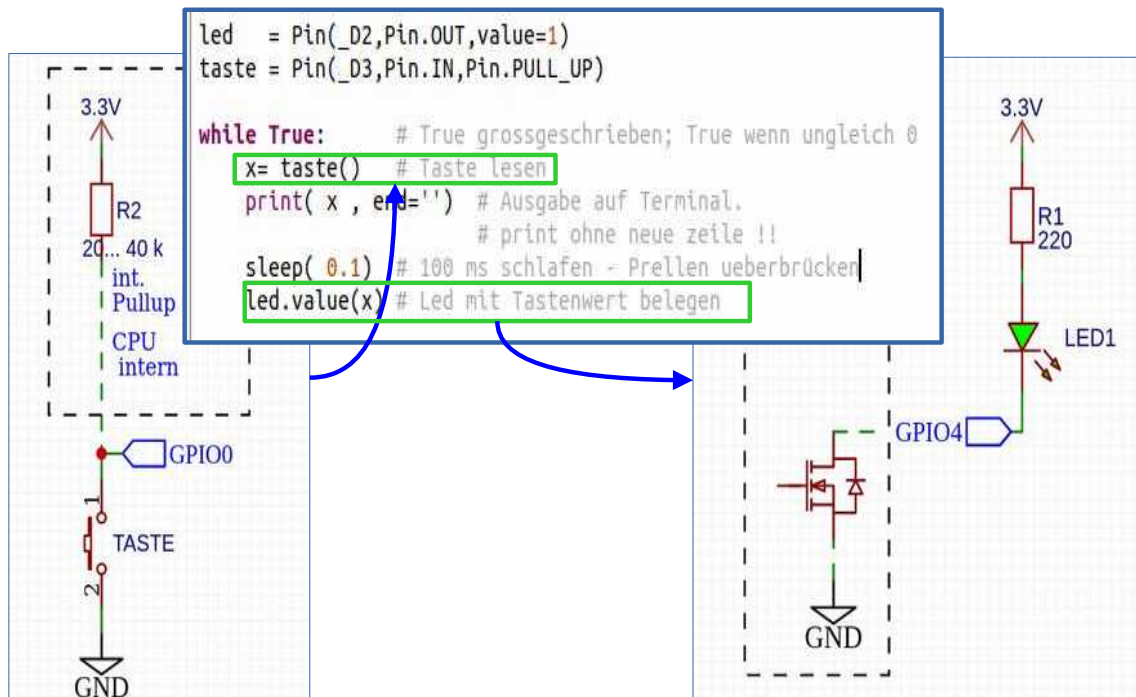 led   = Pin(_D2,Pin.OUT,value=1)
taste = Pin(_D3,Pin.IN,Pin.PULL_UP)
while True:      # True grossgeschrieben; True wenn ungleich 0
x= taste()   # Taste lesen
print( x , end='')  # Ausgabe auf Terminal.
# print ohne neue zeile !!
sleep( 0.1)  # 100 ms schlafen - Prellen ueberbrücken
led.value(x) # Led mit Tastenwert belegen
3.3V
R2
20... 40 k
int.
Pullup
CPU
intern
GPIO0
1
TASTE
2
GND
3.3V
R1
220
LED1
GPIO4
GND